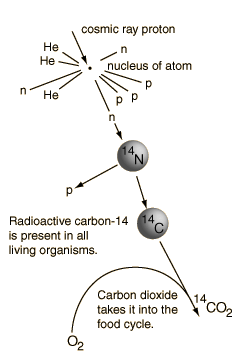 cosmic ray proton
He
He
n
nucleus of atom
n
He
p
p
p
n
14N
p
Radioactive carbon-14
is present in all
living organisms.
14C
Carbon dioxide
takes it into the
food cycle.
14CO2
O2